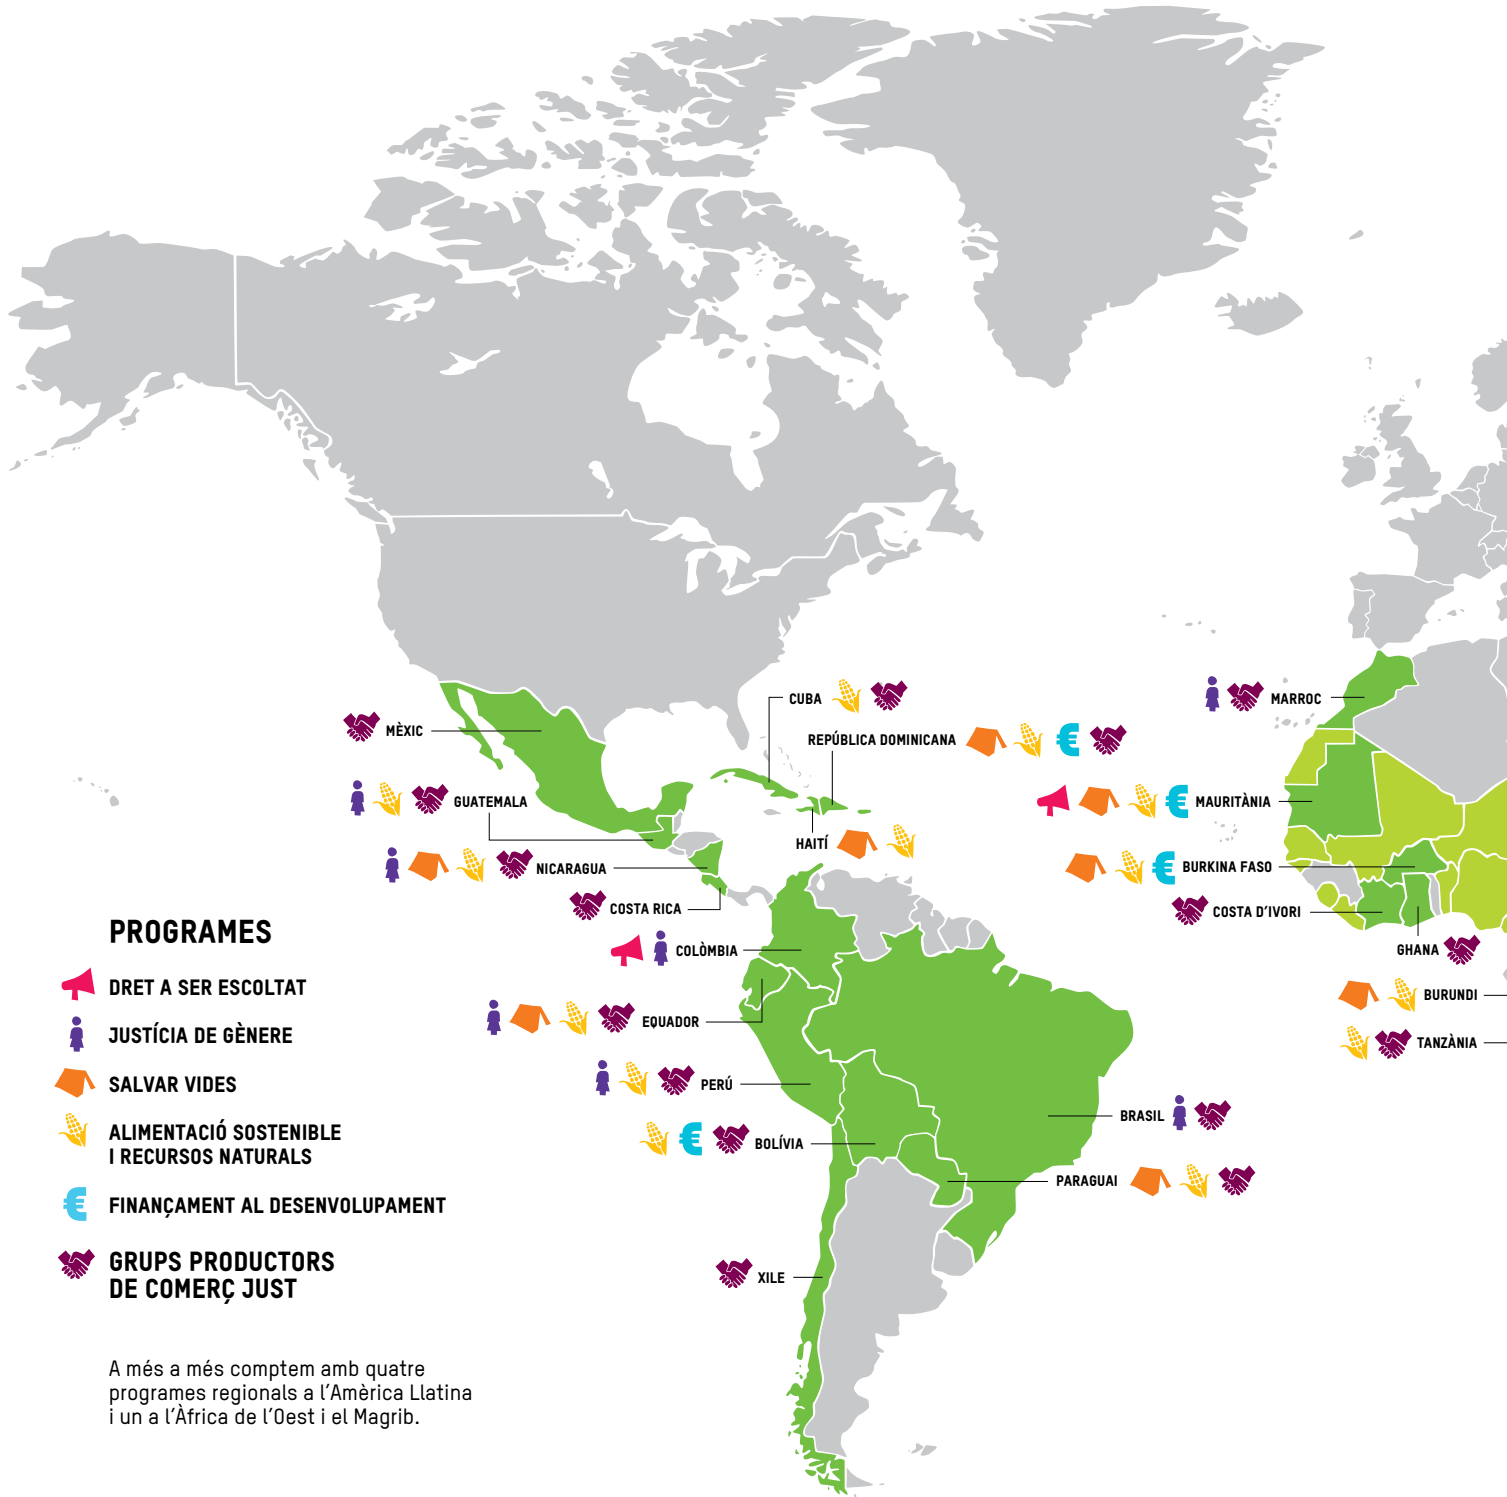 CUBA
MÈXIC
REPÚBLICA DOMINICANA
MARROC
GUATEMALA
MAURITÀNIA
HAITÍ
NICARAGUA
BURKINA FASO
COSTA RICA
COSTA D'IVORI
COLÒMBIA
GHANA
EQUADOR
BURUNDI
TANZÀNIA
PERÚ
BRASIL
BOLÍVIA
PARAGUAI
XILE
PROGRAMES
DRET A SER ESCOLTAT
JUSTÍCIA DE GÈNERE
SALVAR VIDES
ALIMENTACIÓ SOSTENIBLE
I RECURSOS NATURALS
FINANÇAMENT AL DESENVOLUPAMENT
GRUPS PRODUCTORS
DE COMERÇ JUST
A més a més comptem amb quatre
programes regionals a l'Amèrica Llatina
i un a l'Àfrica de l'Oest i el Magrib.